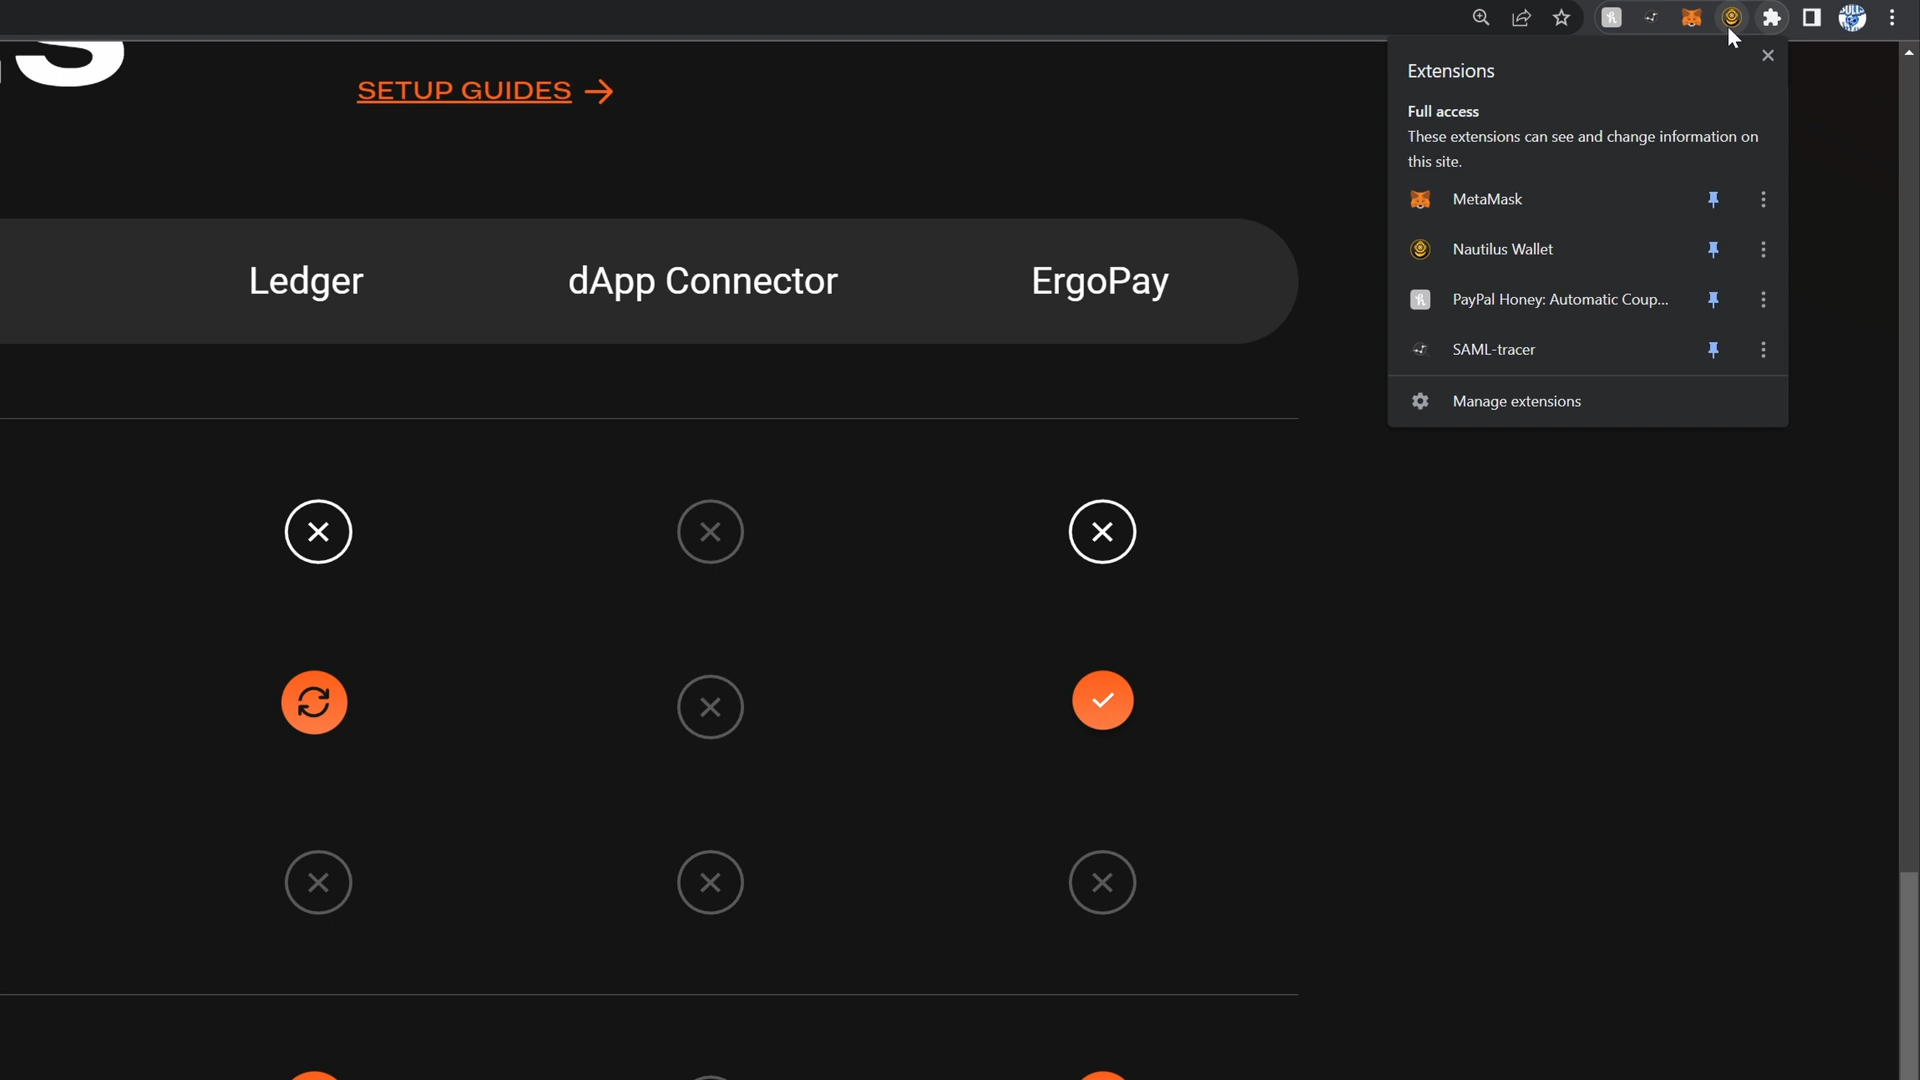 SETUP GUIDES
Extensions
Full access
These extensions can see and change information on
this site.
MetaMask
Nautilus Wallet
PayPal Honey: Automatic Coup...
SAML-tracer
Manage extensions
Ledger dApp Connector ErgoPay